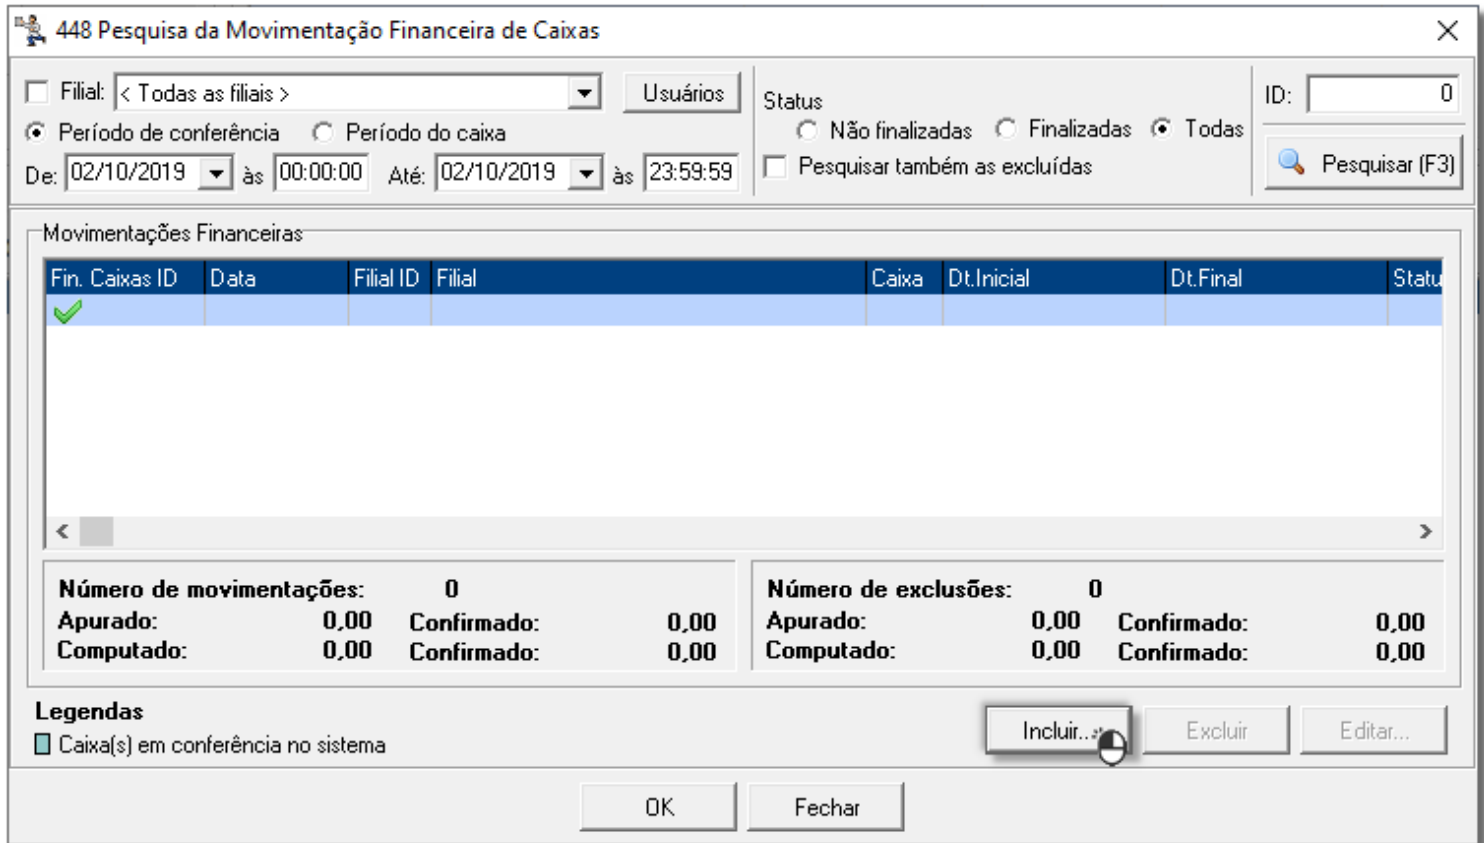 448 Pesquisa da Movimentação Financeira de Caixas
Filial: < Todas as filiais > Usuários
Período de conferência Período do caixa
De: 02/10/2019 às 00:00:00 Até: 02/10/2019 às 23:59:59
Status
Não finalizadas Finalizadas Todas
Pesquisar também as excluídas
ID: 0
Pesquisar (F3)
Movimentações Financeiras
Fin. Caixas ID Data Filial ID Filial Caixa Dt.Inicial Dt.Final Statu
Número de movimentações: 0
Apurado: 0,00 Confirmado: 0,00
Computado: 0,00 Confirmado: 0,00
Número de exclusões: 0
Apurado: 0,00 Confirmado: 0,00
Computado: 0,00 Confirmado: 0,00
Legendas
Caixa(s) em conferência no sistema
Incluir... Excluir Editar...
OK Fechar